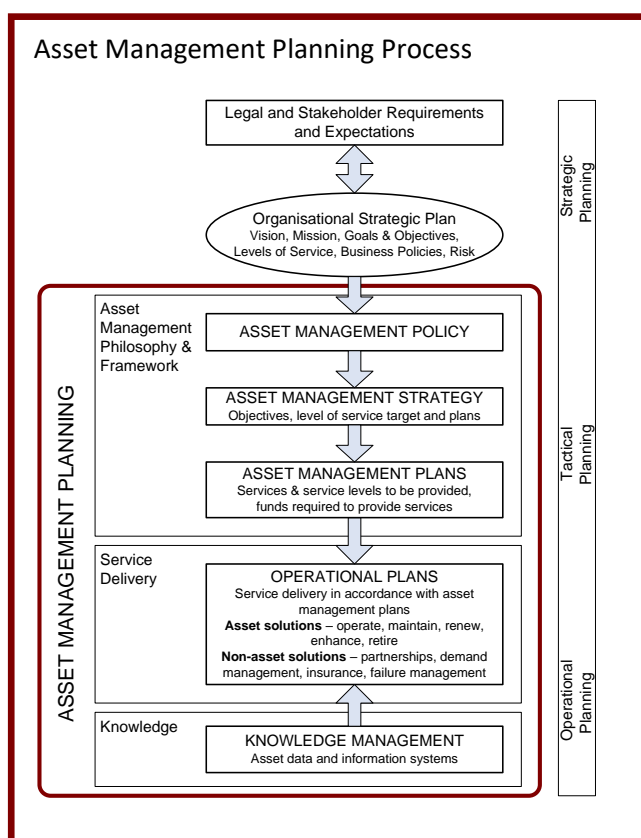 Asset Management Planning Process
Legal and Stakeholder Requirements
and Expectations
Organisational Strategic Plan
Vision, Mission, Goals & Objectives,
Levels of Service, Business Policies, Risk
Strategic
Planning
ASSET MANAGEMENT PLANNING
Asset
Management
Philosophy &
Framework
ASSET MANAGEMENT POLICY
ASSET MANAGEMENT STRATEGY
Objectives, level of service target and plans
ASSET MANAGEMENT PLANS
Services & service levels to be provided,
funds required to provide services
Tactical
Planning
Service
Delivery
OPERATIONAL PLANS
Service delivery in accordance with asset
management plans
Asset solutions – operate, maintain, renew,
enhance, retire
Non-asset solutions – partnerships, demand
management, insurance, failure management
Operational
Planning
Knowledge
KNOWLEDGE MANAGEMENT
Asset data and information systems